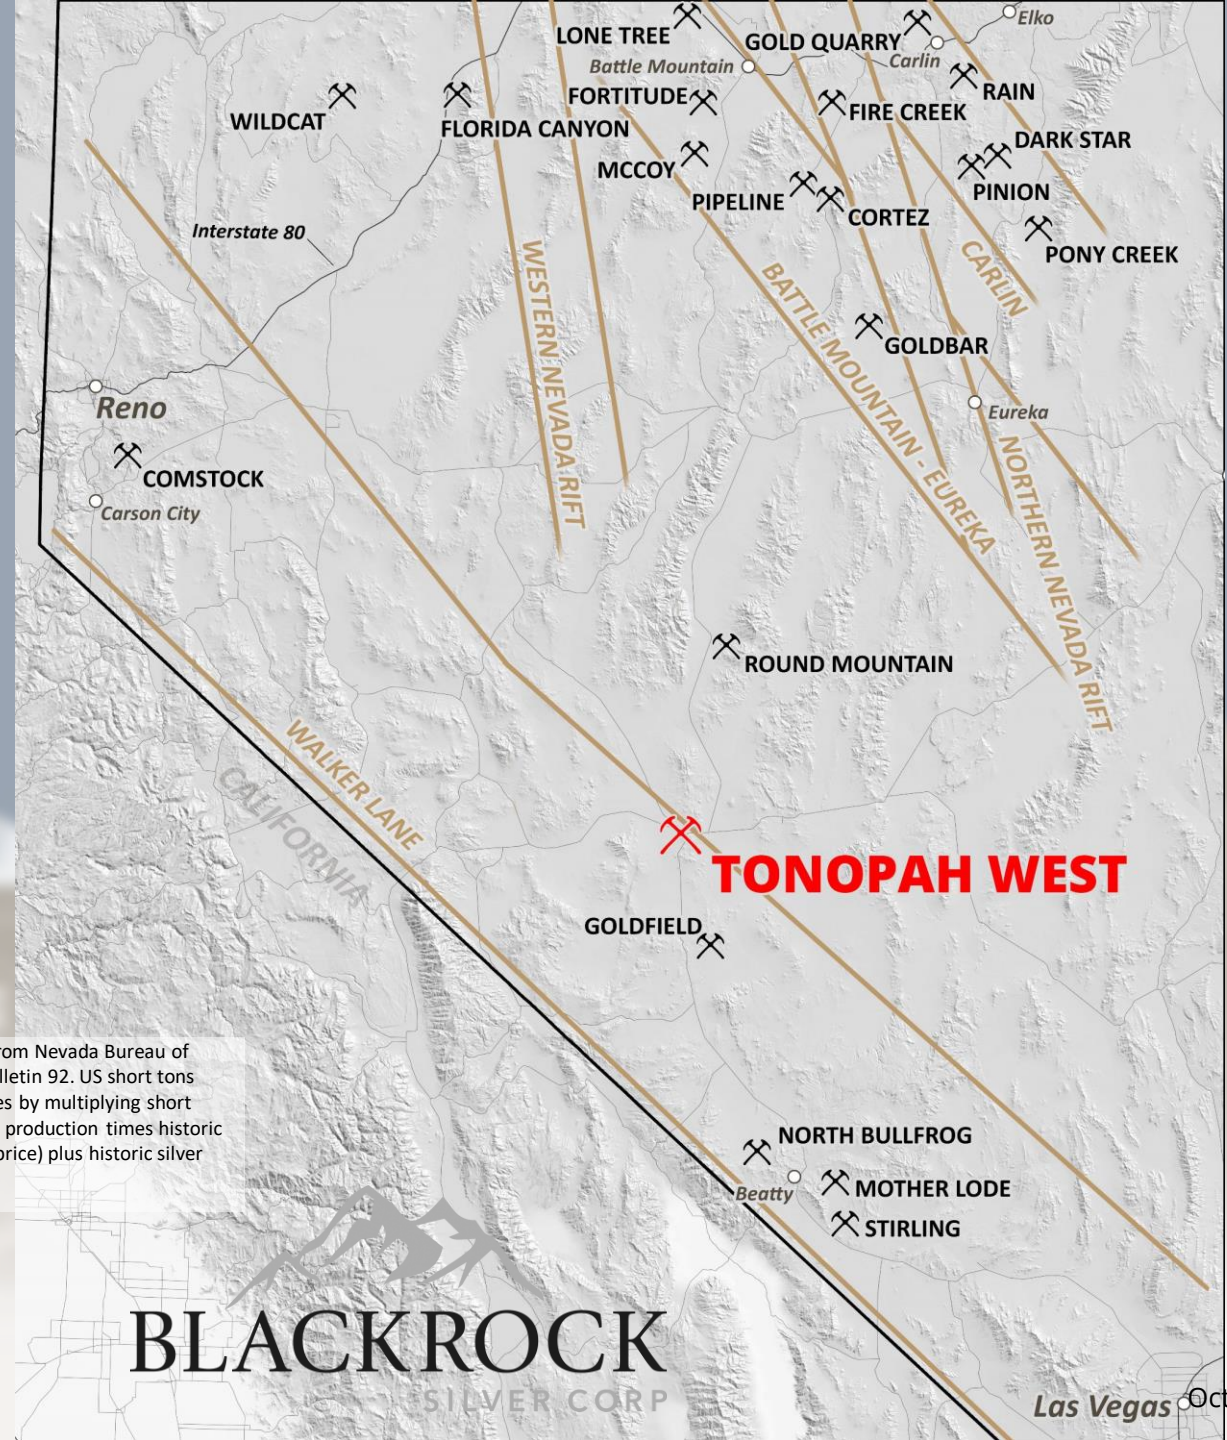 Elko
LONE TREE
GOLD QUARRY
Carlin
Battle Mountain
RAIN
FORTITUDE
WILDCAT
FIRE CREEK
FLORIDA CANYON
DARK STAR
MCCOY
PINION
PIPELINE
CORTEZ
Interstate 80
PONY CREEK
CARLIN
WESTERN NEVADA RIFT
BATTLE MOUNTAIN - EUREKA
GOLDBAR
Reno
Eureka
NORTHERN NEVADA RIFT
COMSTOCK
Carson City
ROUND MOUNTAIN
WALKER LANE
CALIFORNIA
TONOPAH WEST
GOLDFIELD
rom Nevada Bureau of
lletin 92. US short tons
es by multiplying short
production times historic
price) plus historic silver
NORTH BULLFROG
Beatty
MOTHER LODE
STIRLING
BLACKROCK
SILVER CORP
Las Vegas
Oct